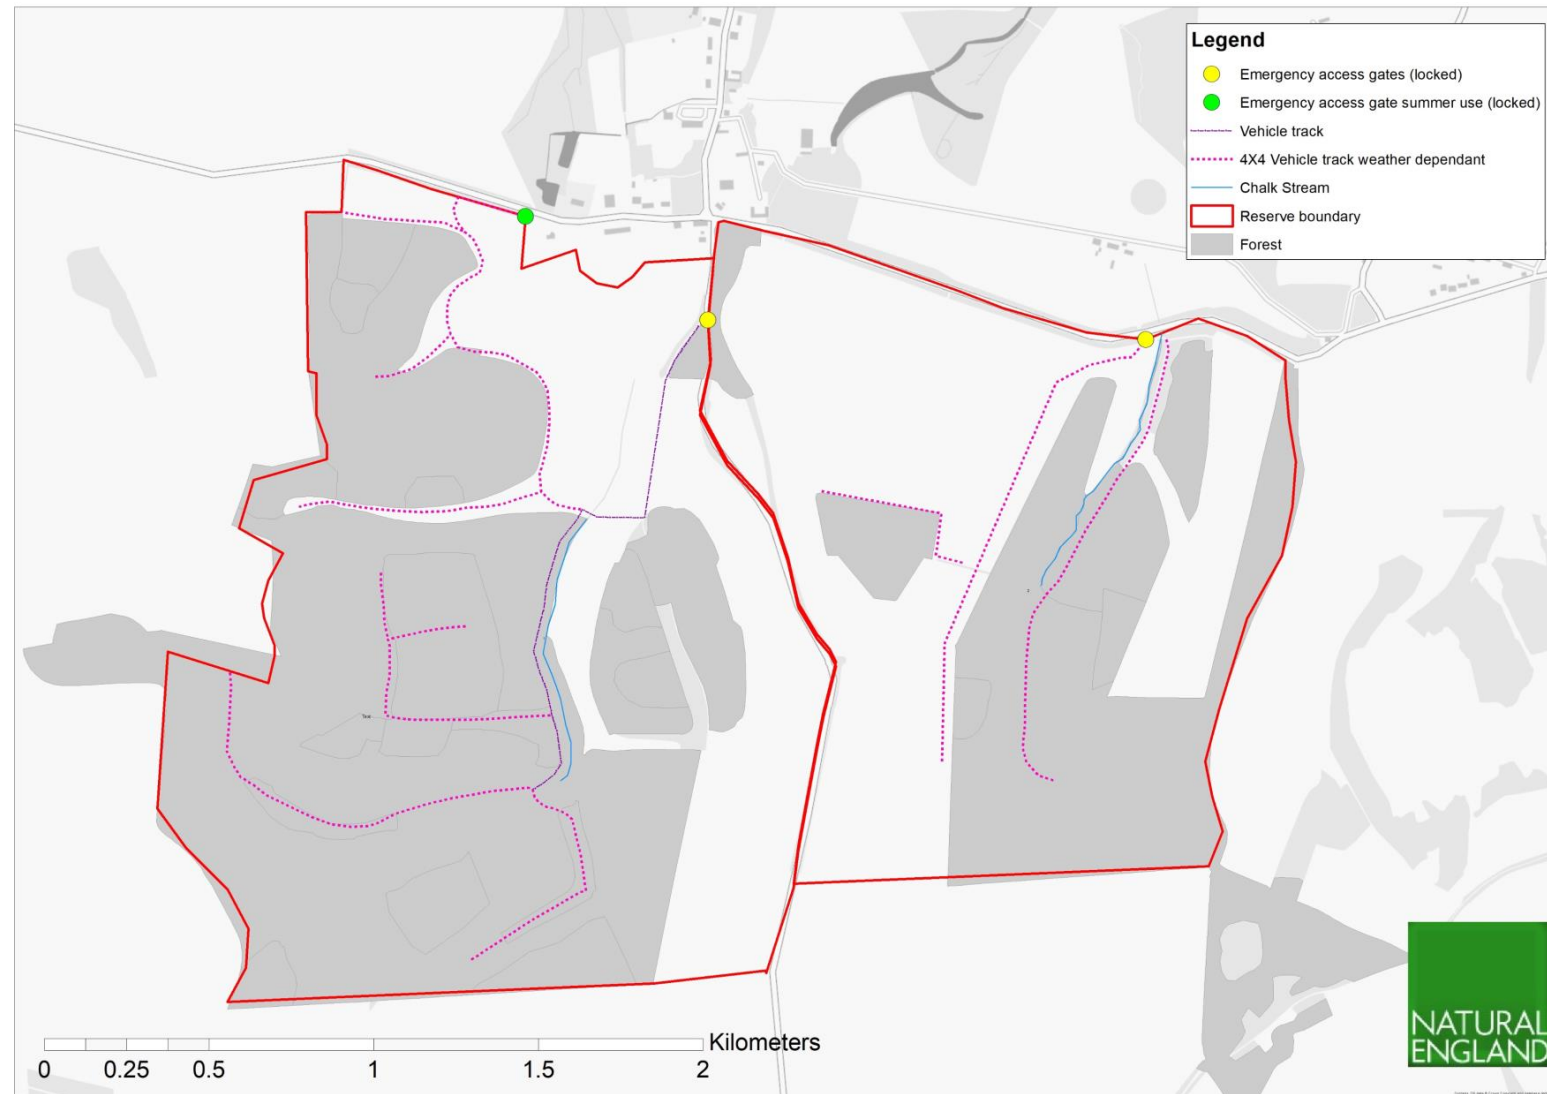 Legend
Emergency access gates (locked)
Emergency access gate summer use (locked)
Vehicle track
4X4 Vehicle track weather dependant
Chalk Stream
Reserve boundary
Forest
Kilometers
0 0.25 0.5 1 1.5 2
NATURAL
ENGLAND